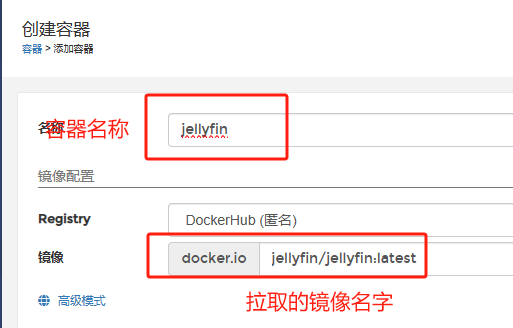 创建容器
容器 > 添加容器
名称 容器名称 jellyfin
镜像配置
Registry DockerHub (匿名)
镜像 docker.io jellyfin/jellyfin:latest
高级模式 拉取的镜像名字